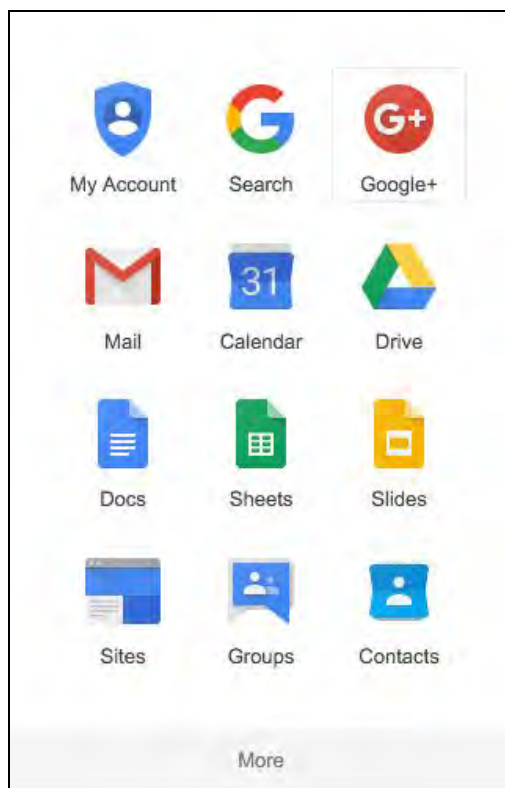 G+
My Account Search Google+
31
Mail Calendar Drive
Docs Sheets Slides
Sites Groups Contacts
More